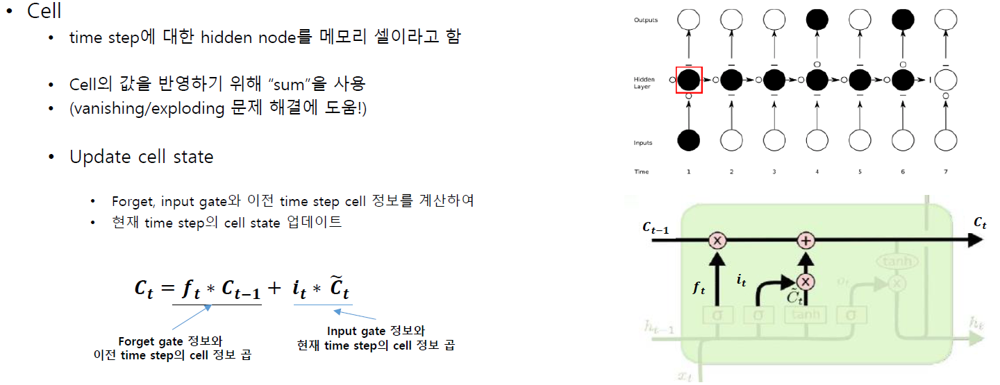 • Cell
• time step에 대한 hidden node를 메모리 셀이라고 함
• Cell의 값을 반영하기 위해 “sum”을 사용
• (vanishing/exploding 문제 해결에 도움!)
• Update cell state
• Forget, input gate와 이전 time step cell 정보를 계산하여
• 현재 time step의 cell state 업데이트
C_t = f_t * C_{t-1} + i_t * C̃_t
Forget gate 정보와
이전 time step의 cell 정보 곱
Input gate 정보와
현재 time step의 cell 정보 곱
Outputs
— — — O — O
Hidden
Layer
O O O O O O |
O — — — — — O
Inputs
Time 1 2 3 4 5 6 7
C_{t-1} C_t
x +
tanh
f_t i_t x C̃_t o_t x
σ σ tanh σ
h_{t-1} h_t
x_t